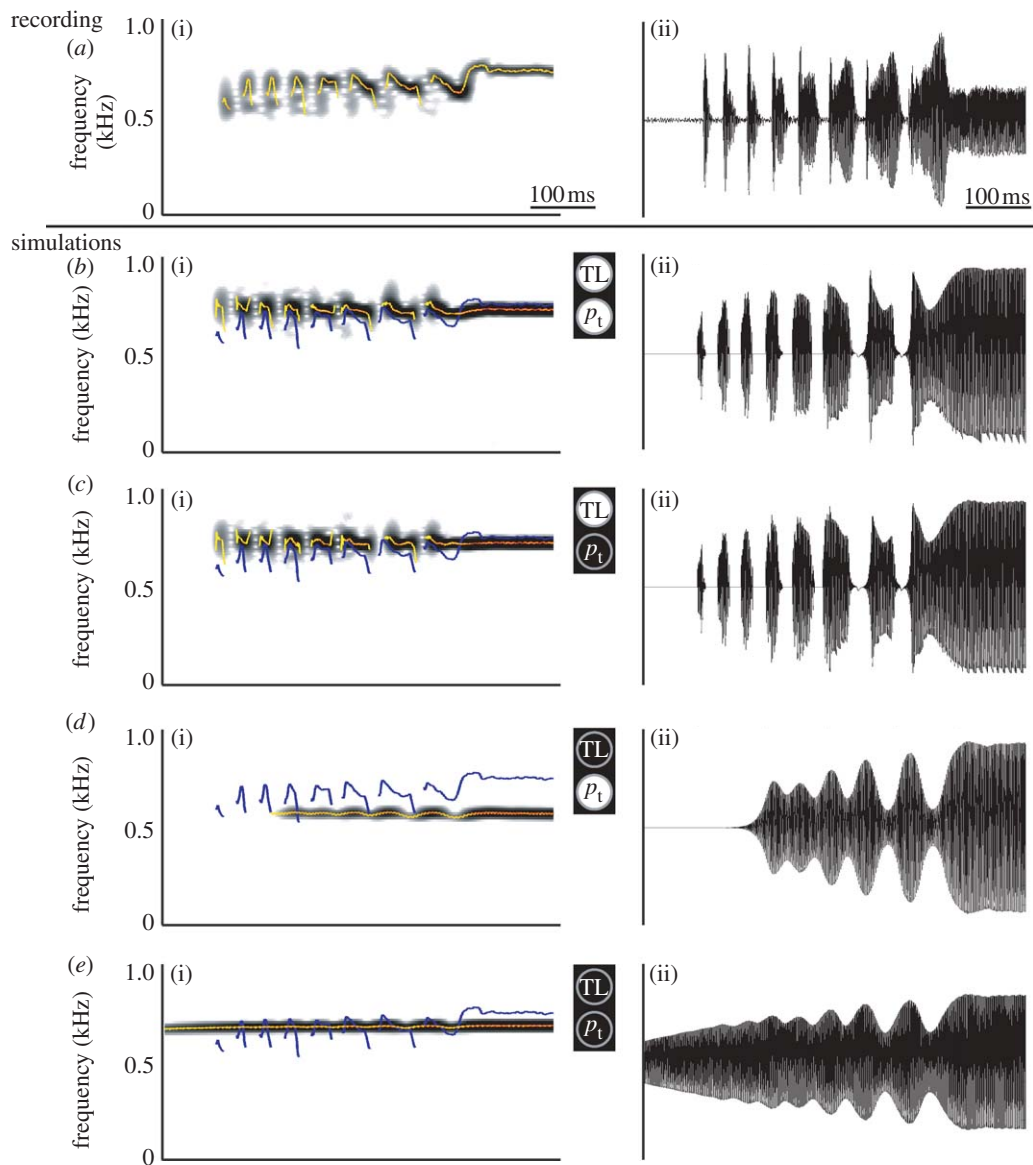 recording
(a) (i) (ii)
1.0
0.5
0
frequency
(kHz)
100 ms 100 ms
simulations
(b) (i) (ii)
1.0
0.5
0
frequency (kHz)
TL
pt
(c) (i) (ii)
1.0
0.5
0
frequency (kHz)
TL
pt
(d) (i) (ii)
1.0
0.5
0
frequency (kHz)
TL
pt
(e) (i) (ii)
1.0
0.5
0
frequency (kHz)
TL
pt